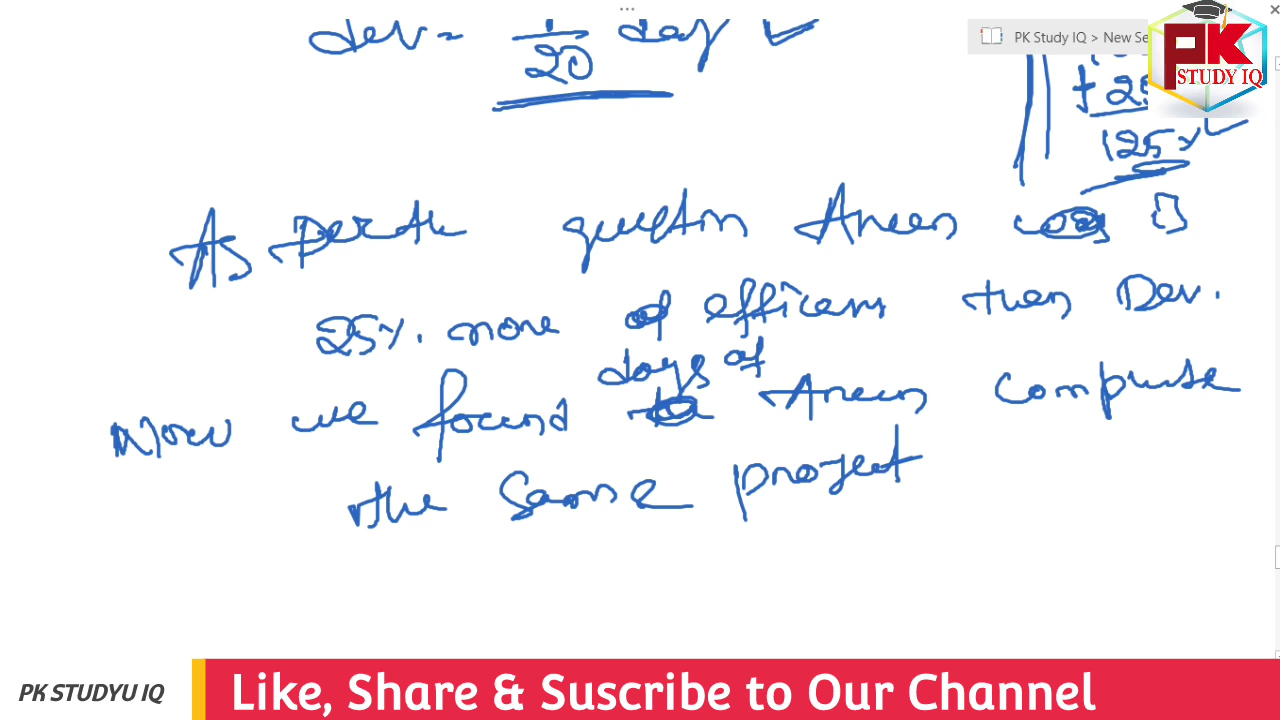 PK Study IQ > New Se
PK
STUDY IQ
dev = 1/20 day
125%
As per the question Aneen is
25%. more efficient then Dev.
Now we found days of Aneen compute
the same project
PK STUDYU IQ
Like, Share & Suscribe to Our Channel